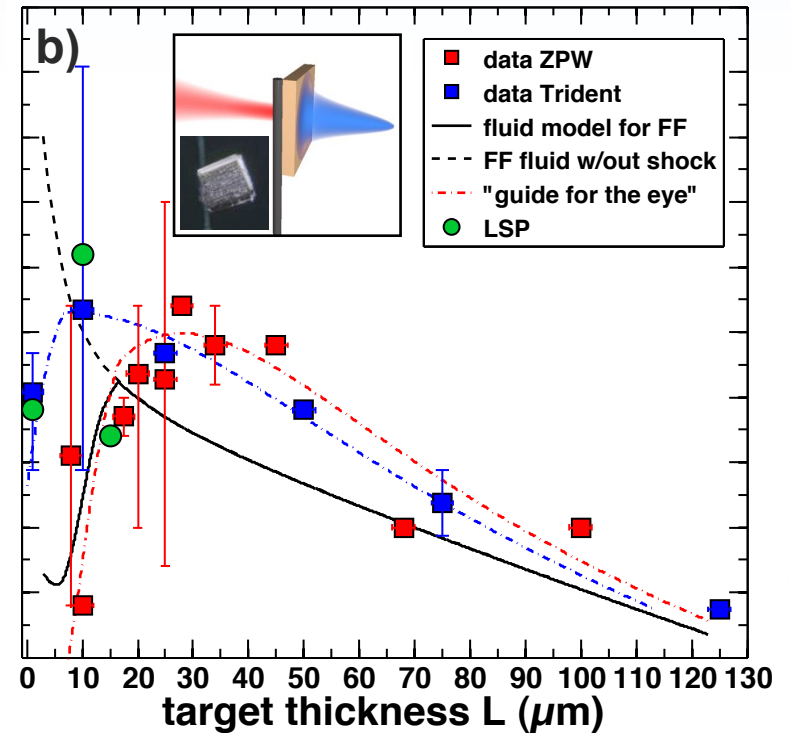 b)
data ZPW
data Trident
fluid model for FF
FF fluid w/out shock
"guide for the eye"
LSP
0 10 20 30 40 50 60 70 80 90 100 110 120 130
target thickness L (µm)